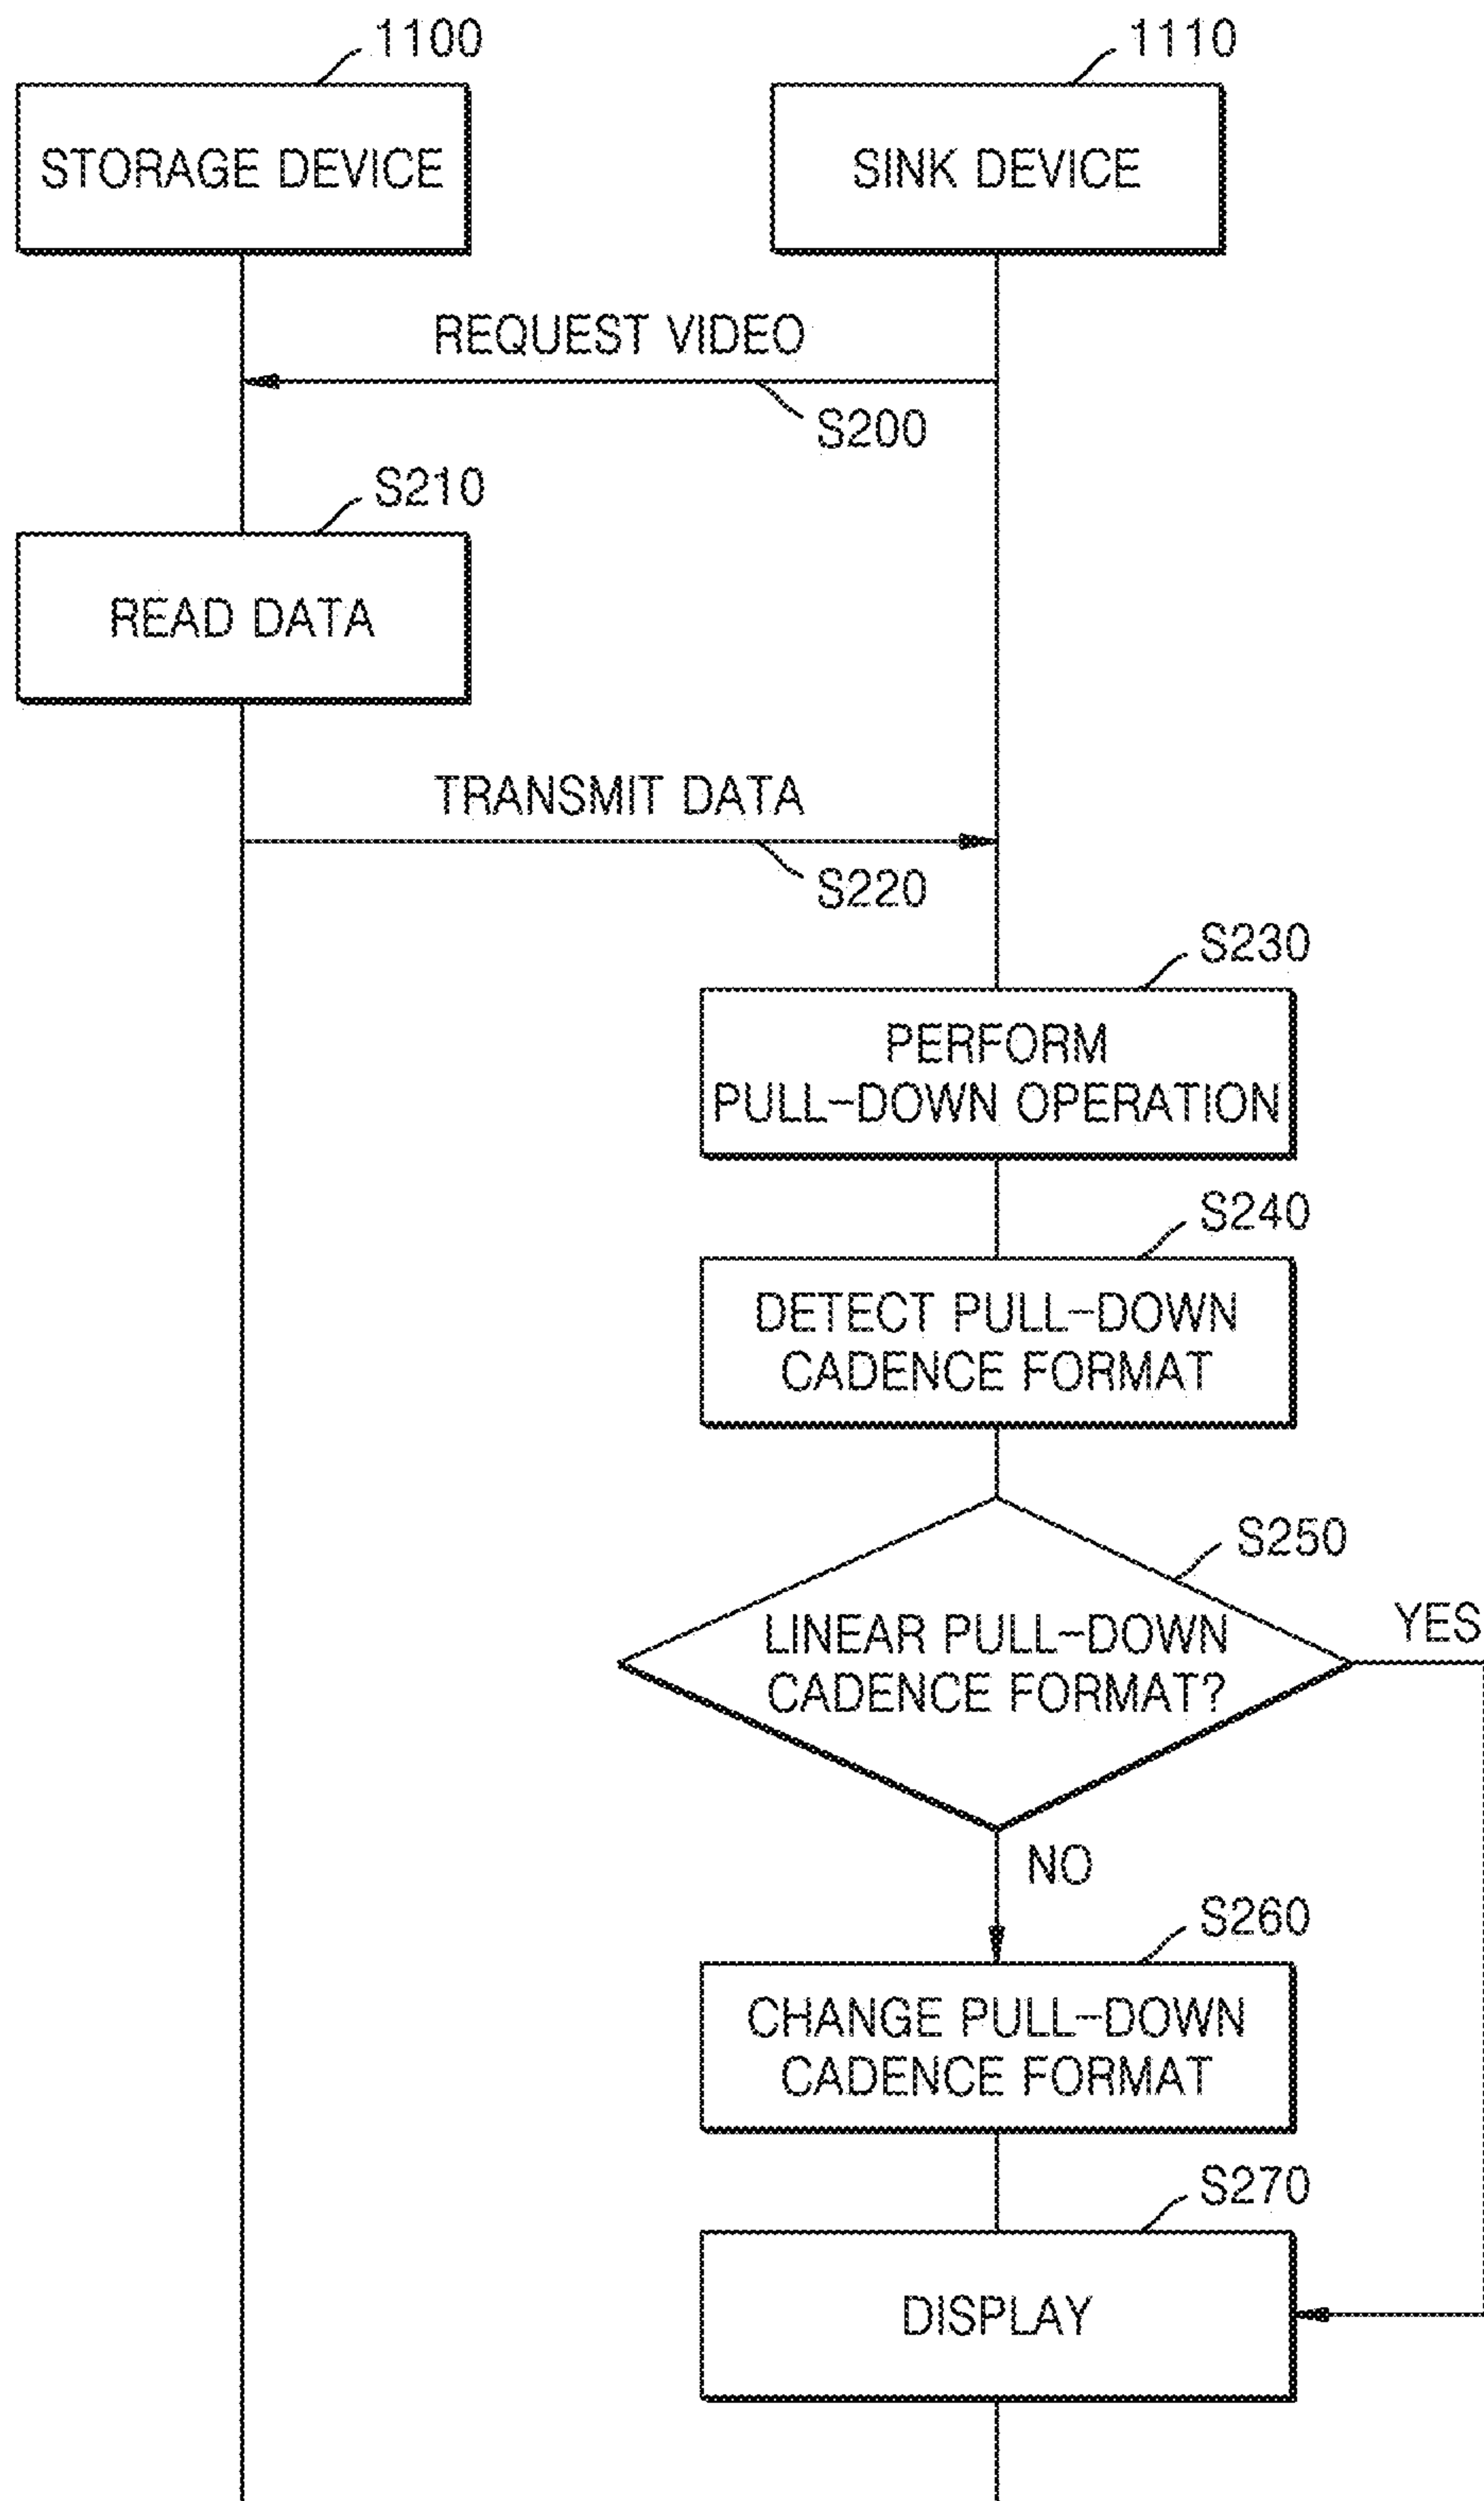 1100
1110
STORAGE DEVICE
SINK DEVICE
REQUEST VIDEO
S200
S210
READ DATA
TRANSMIT DATA
S220
S230
PERFORM
PULL-DOWN OPERATION
S240
DETECT PULL-DOWN
CADENCE FORMAT
S250
LINEAR PULL-DOWN
CADENCE FORMAT?
YES
NO
S260
CHANGE PULL-DOWN
CADENCE FORMAT
S270
DISPLAY